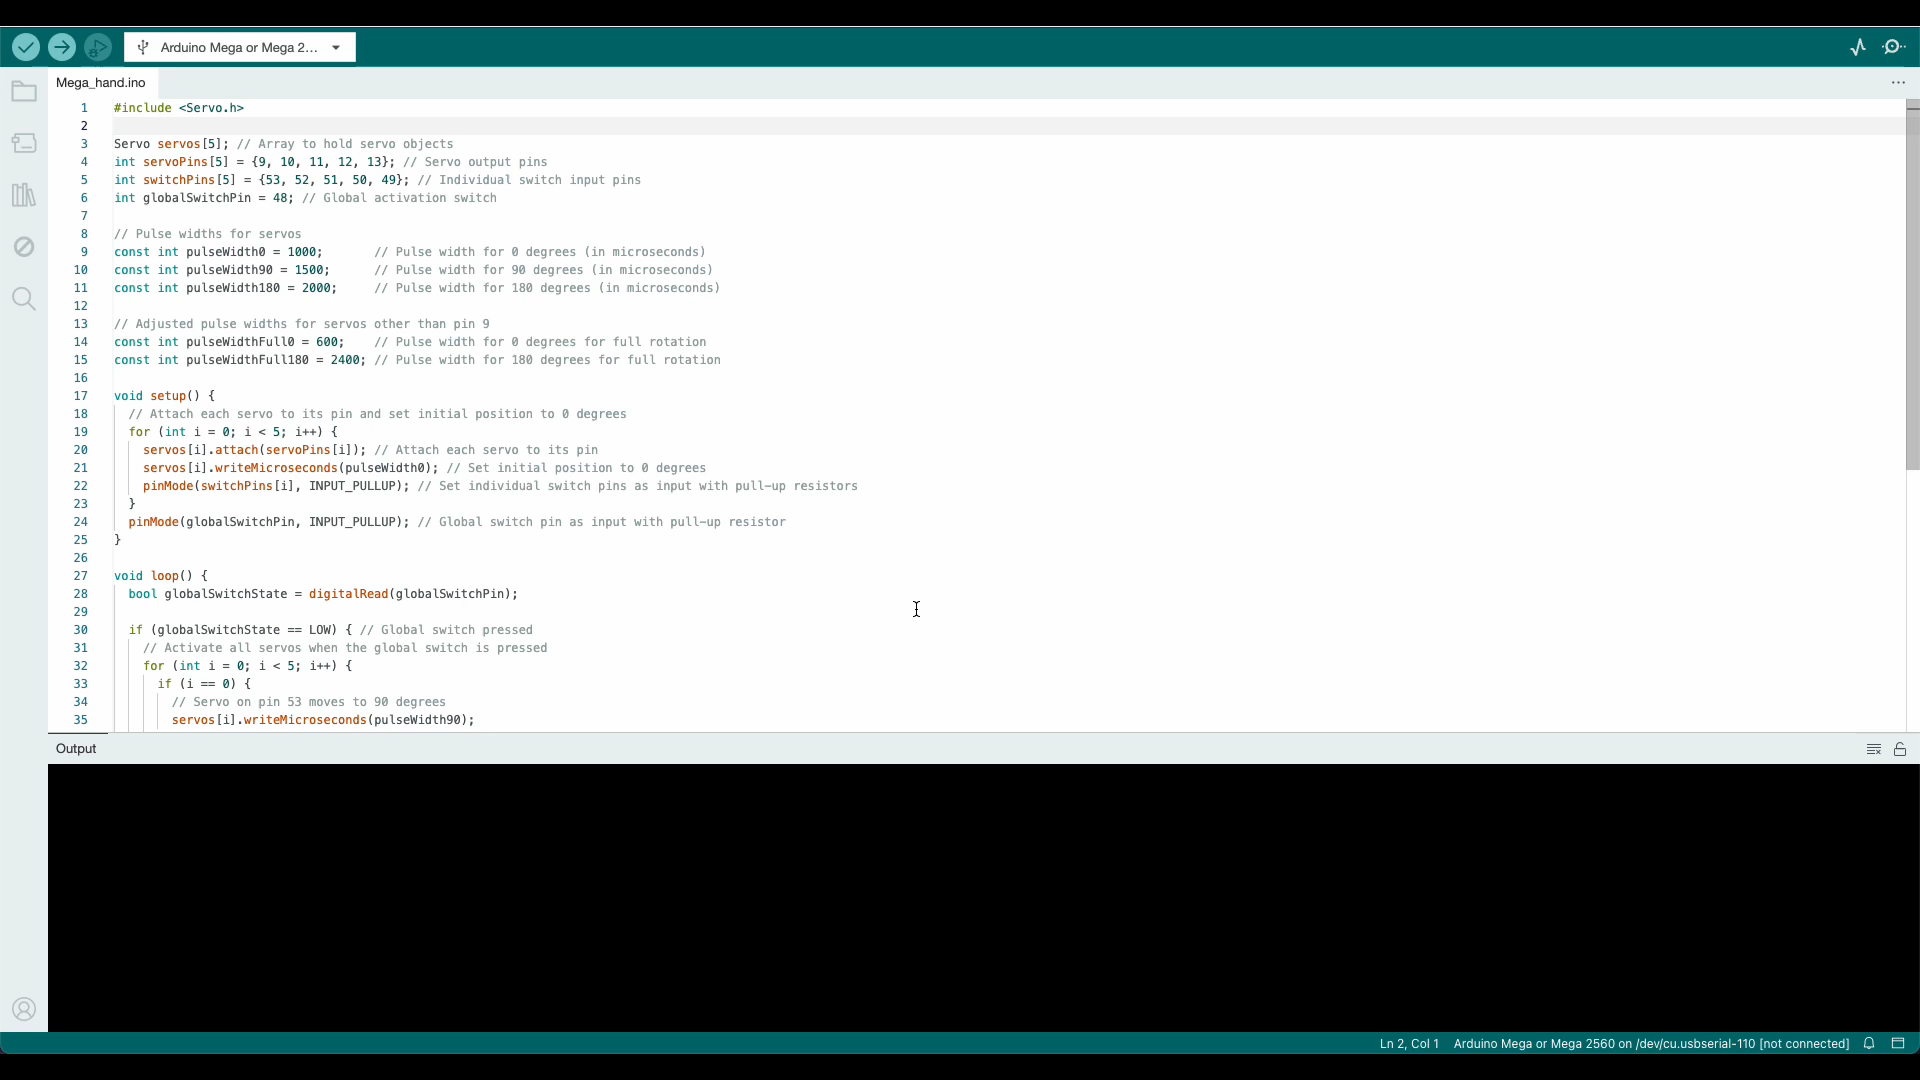 Arduino Mega or Mega 2...
Mega_hand.ino
1 #include <Servo.h>
2
3 Servo servos[5]; // Array to hold servo objects
4 int servoPins[5] = {9, 10, 11, 12, 13}; // Servo output pins
5 int switchPins[5] = {53, 52, 51, 50, 49}; // Individual switch input pins
6 int globalSwitchPin = 48; // Global activation switch
7
8 // Pulse widths for servos
9 const int pulseWidth0 = 1000;       // Pulse width for 0 degrees (in microseconds)
10 const int pulseWidth90 = 1500;      // Pulse width for 90 degrees (in microseconds)
11 const int pulseWidth180 = 2000;     // Pulse width for 180 degrees (in microseconds)
12
13 // Adjusted pulse widths for servos other than pin 9
14 const int pulseWidthFull0 = 600;    // Pulse width for 0 degrees for full rotation
15 const int pulseWidthFull180 = 2400; // Pulse width for 180 degrees for full rotation
16
17 void setup() {
18   // Attach each servo to its pin and set initial position to 0 degrees
19   for (int i = 0; i < 5; i++) {
20     servos[i].attach(servoPins[i]); // Attach each servo to its pin
21     servos[i].writeMicroseconds(pulseWidth0); // Set initial position to 0 degrees
22     pinMode(switchPins[i], INPUT_PULLUP); // Set individual switch pins as input with pull-up resistors
23   }
24   pinMode(globalSwitchPin, INPUT_PULLUP); // Global switch pin as input with pull-up resistor
25 }
26
27 void loop() {
28   bool globalSwitchState = digitalRead(globalSwitchPin);
29
30   if (globalSwitchState == LOW) { // Global switch pressed
31     // Activate all servos when the global switch is pressed
32     for (int i = 0; i < 5; i++) {
33       if (i == 0) {
34         // Servo on pin 53 moves to 90 degrees
35         servos[i].writeMicroseconds(pulseWidth90);
Output
Ln 2, Col 1 Arduino Mega or Mega 2560 on /dev/cu.usbserial-110 [not connected]